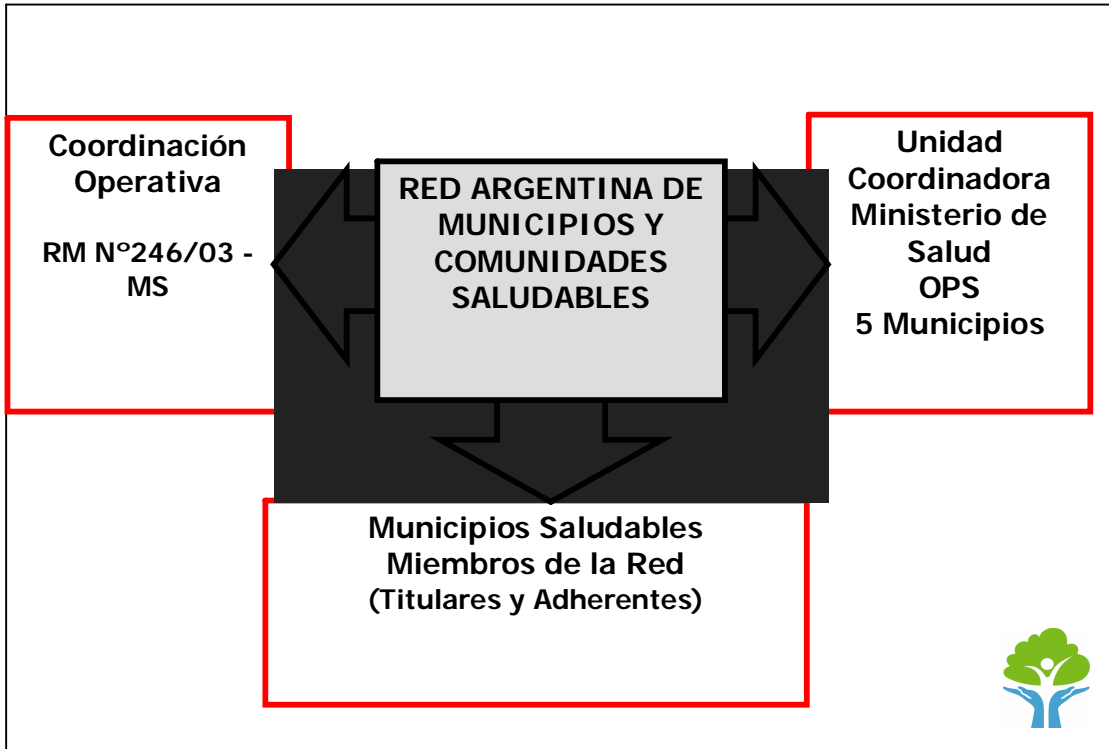 Coordinación
Operativa
RM Nº246/03 -
MS
RED ARGENTINA DE
MUNICIPIOS Y
COMUNIDADES
SALUDABLES
Unidad
Coordinadora
Ministerio de
Salud
OPS
5 Municipios
Municipios Saludables
Miembros de la Red
(Titulares y Adherentes)